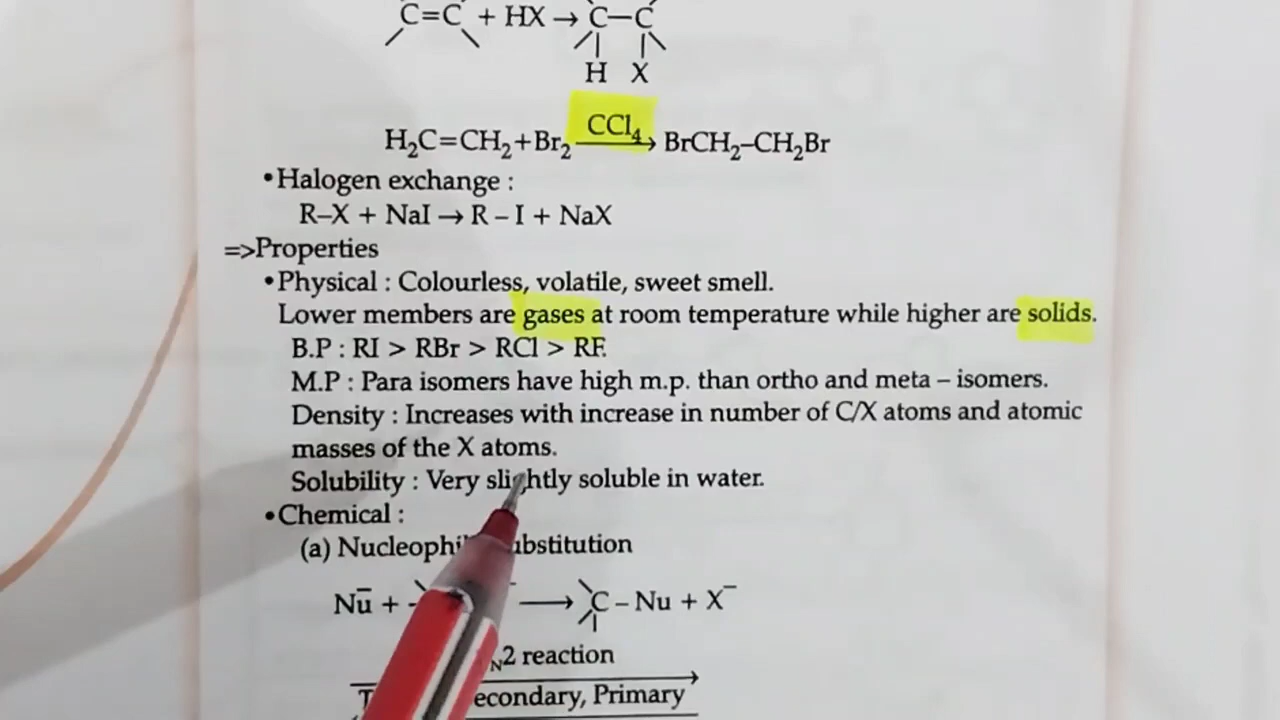 C=C + HX → C–C
H X
H₂C=CH₂+Br₂ CCl₄→ BrCH₂–CH₂Br
•Halogen exchange :
R–X + NaI → R – I + NaX
=>Properties
•Physical : Colourless, volatile, sweet smell.
Lower members are gases at room temperature while higher are solids.
B.P : RI > RBr > RCl > RF.
M.P : Para isomers have high m.p. than ortho and meta – isomers.
Density : Increases with increase in number of C/X atoms and atomic
masses of the X atoms.
Solubility : Very slightly soluble in water.
•Chemical :
(a) Nucleophi ubstitution
Nū + → C – Nu + X⁻
N2 reaction
econdary, Primary